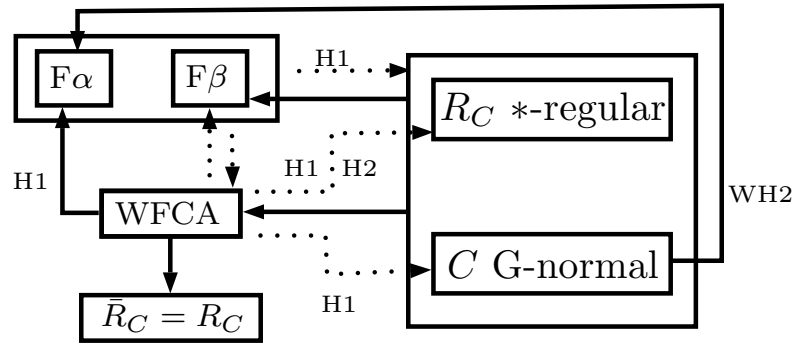 H1
Fα Fβ
R_C *-regular
H1 H2
H1
WFCA
WH2
C G-normal
H1
R̄_C = R_C